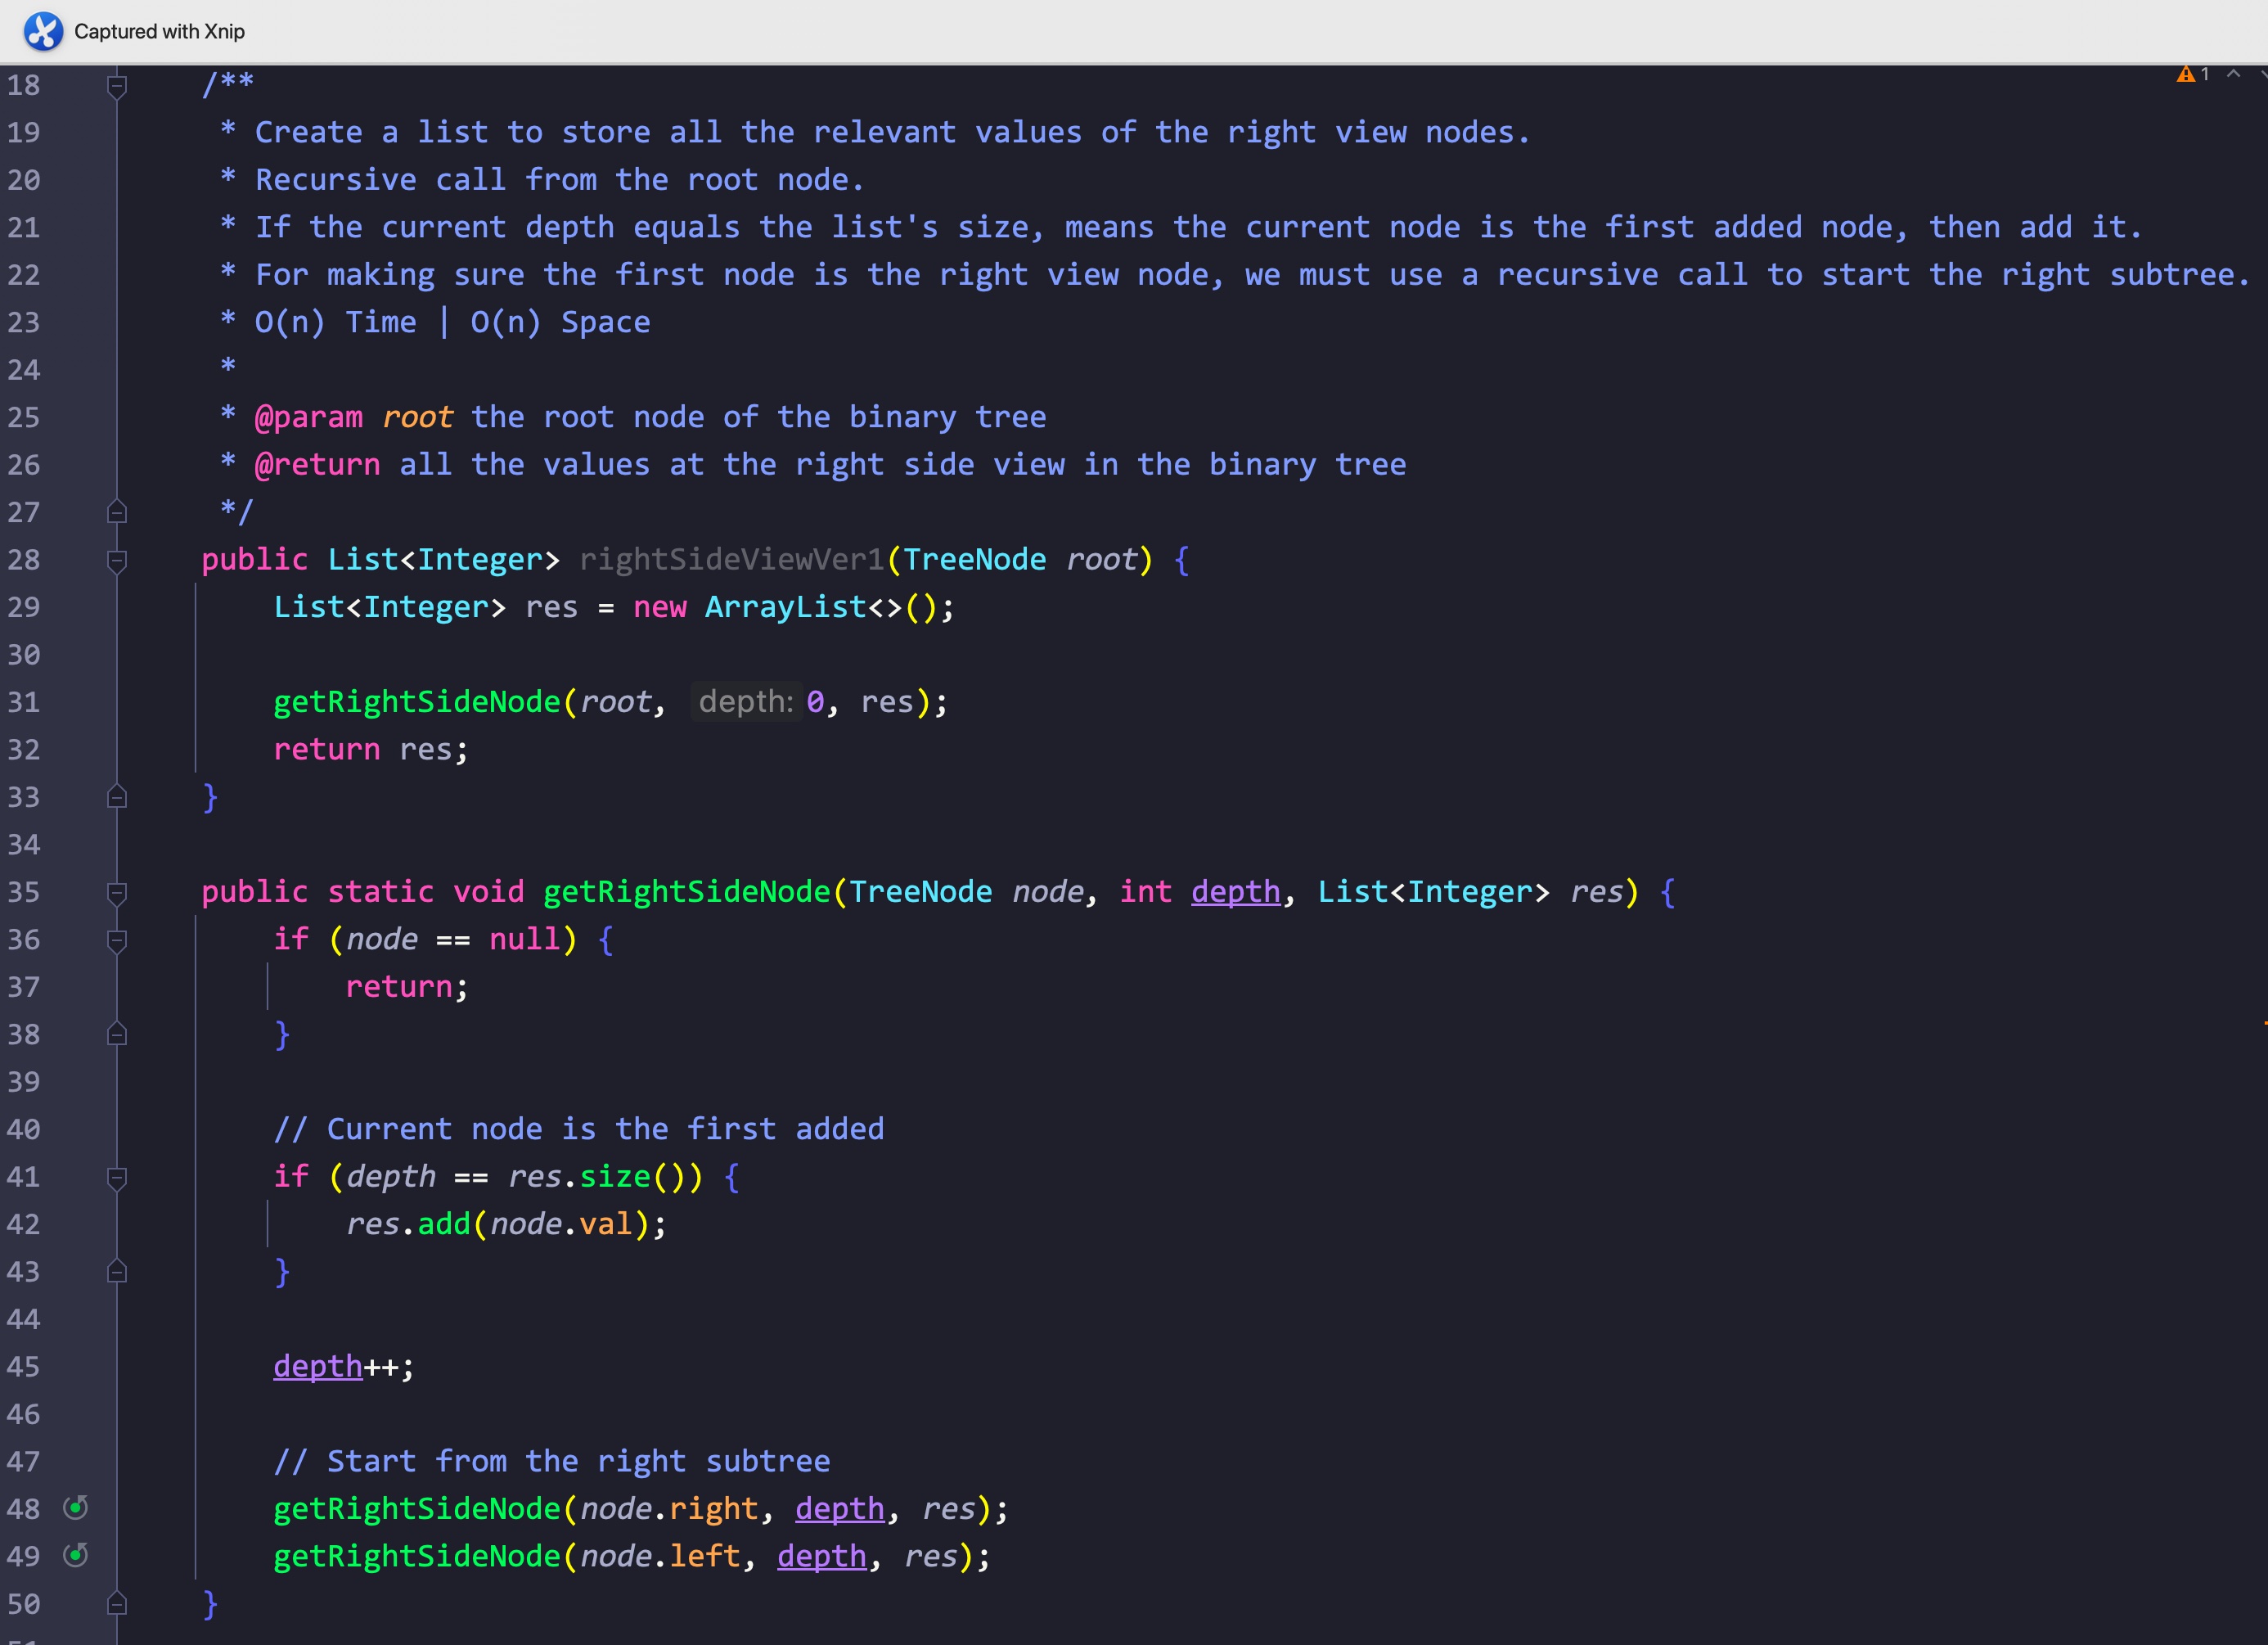 Captured with Xnip
1
18 /**
19 * Create a list to store all the relevant values of the right view nodes.
20 * Recursive call from the root node.
21 * If the current depth equals the list's size, means the current node is the first added node, then add it.
22 * For making sure the first node is the right view node, we must use a recursive call to start the right subtree.
23 * O(n) Time | O(n) Space
24 *
25 * @param root the root node of the binary tree
26 * @return all the values at the right side view in the binary tree
27 */
28 public List<Integer> rightSideViewVer1(TreeNode root) {
29 List<Integer> res = new ArrayList<>();
30
31 getRightSideNode(root, depth: 0, res);
32 return res;
33 }
34
35 public static void getRightSideNode(TreeNode node, int depth, List<Integer> res) {
36 if (node == null) {
37 return;
38 }
39
40 // Current node is the first added
41 if (depth == res.size()) {
42 res.add(node.val);
43 }
44
45 depth++;
46
47 // Start from the right subtree
48 getRightSideNode(node.right, depth, res);
49 getRightSideNode(node.left, depth, res);
50 }